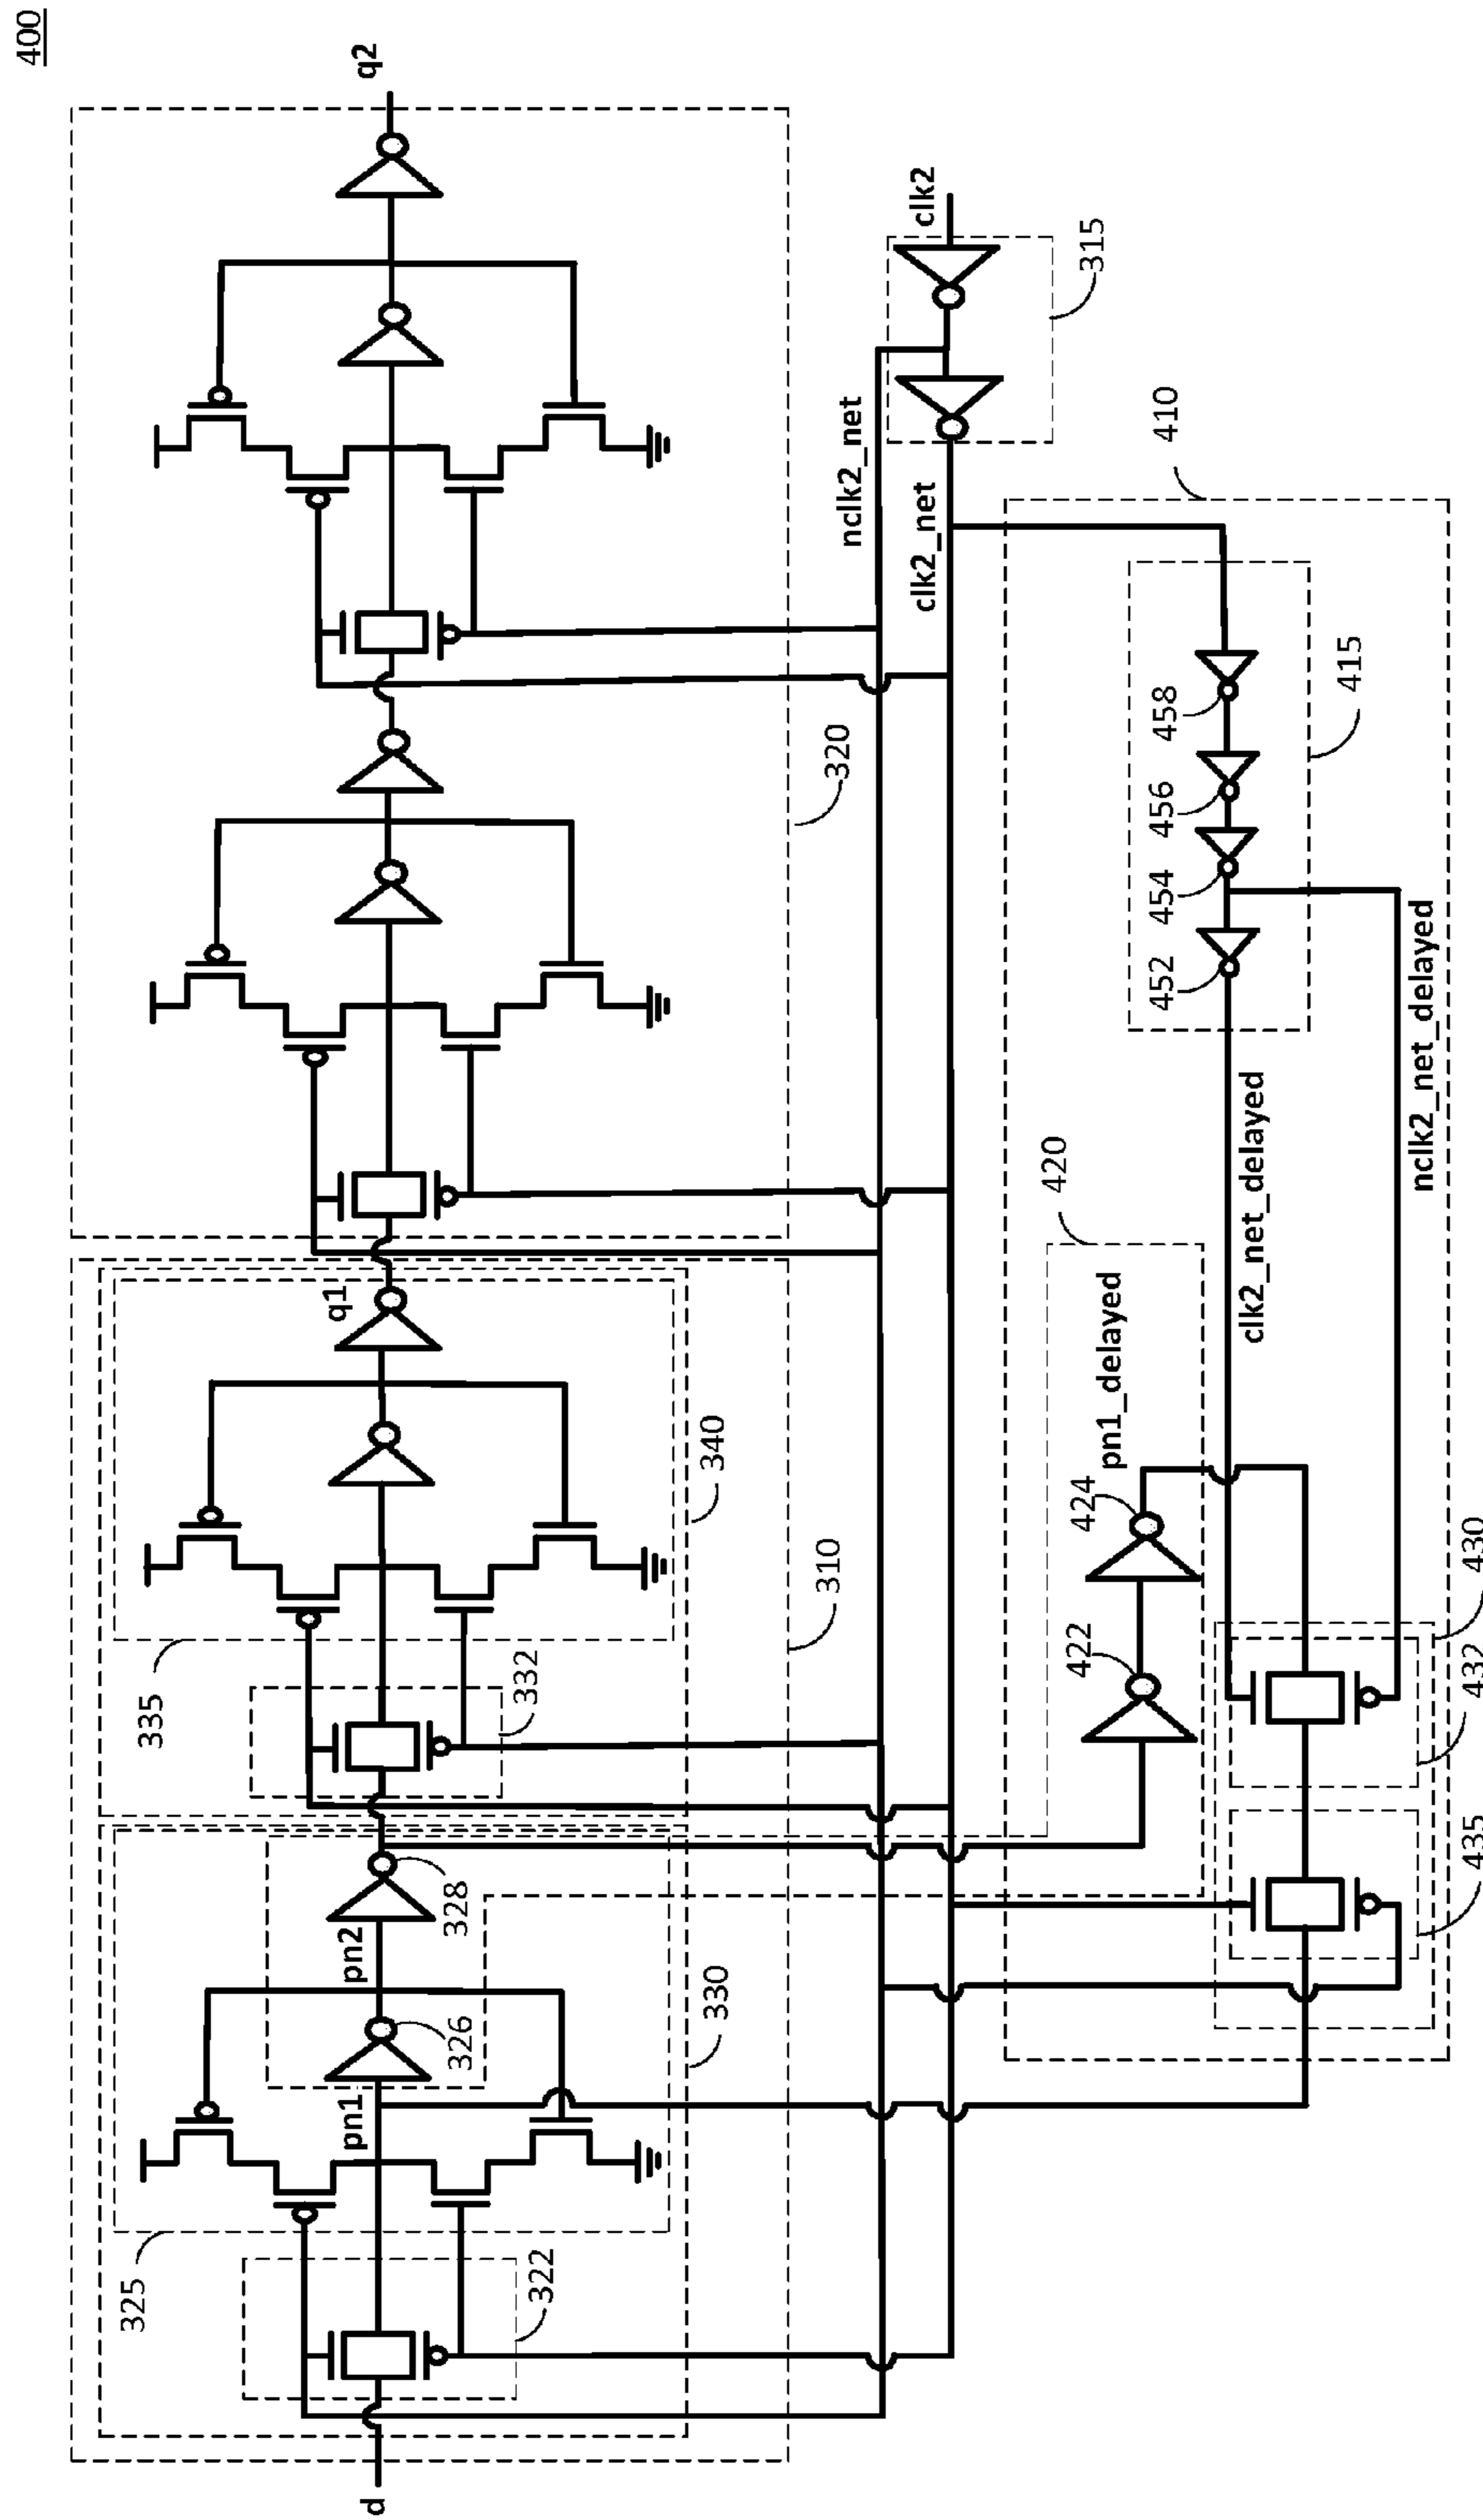 400
q2
q1
320
335
340
332
310
325
pn1
326
pn2
328
330
322
d
clk2
315
nclk2_net
clk2_net
410
458
456
454
452
415
420
pn1_delayed
424
422
clk2_net_delayed
nclk2_net_delayed
430
432
435